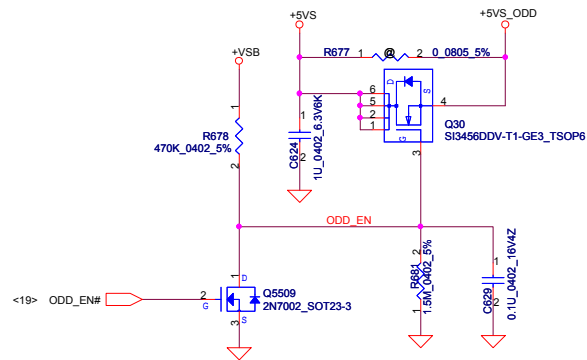 +5VS
+5VS_ODD
R677 1 @ 2 0_0805_5%
+VSB
D
S
6
5
2
1
4
G
3
Q30
SI3456DDV-T1-GE3_TSOP6
1
R678
470K_0402_5%
2
1
C624
2
1U_0402_6.3V6K
ODD_EN
2
R681
1
1.5M_0402_5%
1
C629
2
0.1U_0402_16V4Z
1
D
<19> ODD_EN#
2
G
Q5509
2N7002_SOT23-3
3
S